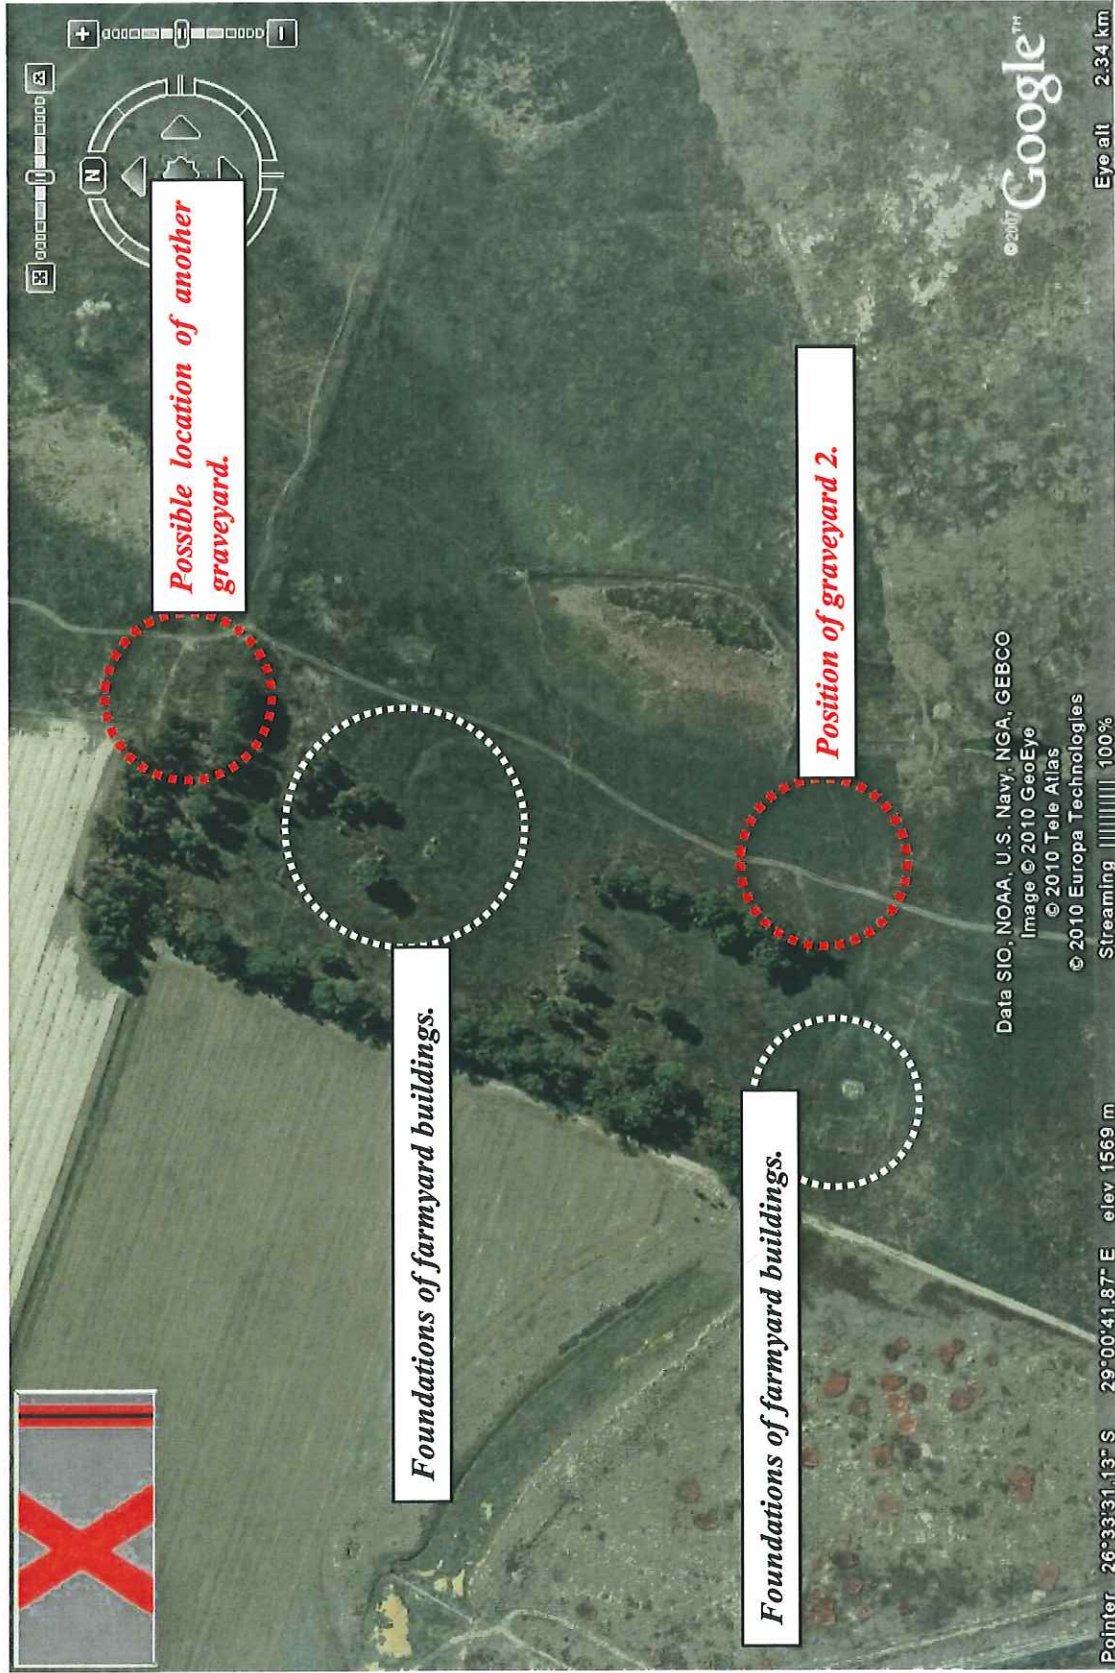 N
Possible location of another
graveyard.
Foundations of farmyard buildings.
Position of graveyard 2.
Foundations of farmyard buildings.
Data SIO, NOAA, U.S. Navy, NGA, GEBCO
Image © 2010 GeoEye
© 2010 Tele Atlas
© 2010 Europa Technologies
© 2007 Google™
Pointer 26°33'31.13" S 29°00'41.87" E elev 1569 m Streaming |||||||||| 100% Eye alt 2.34 km